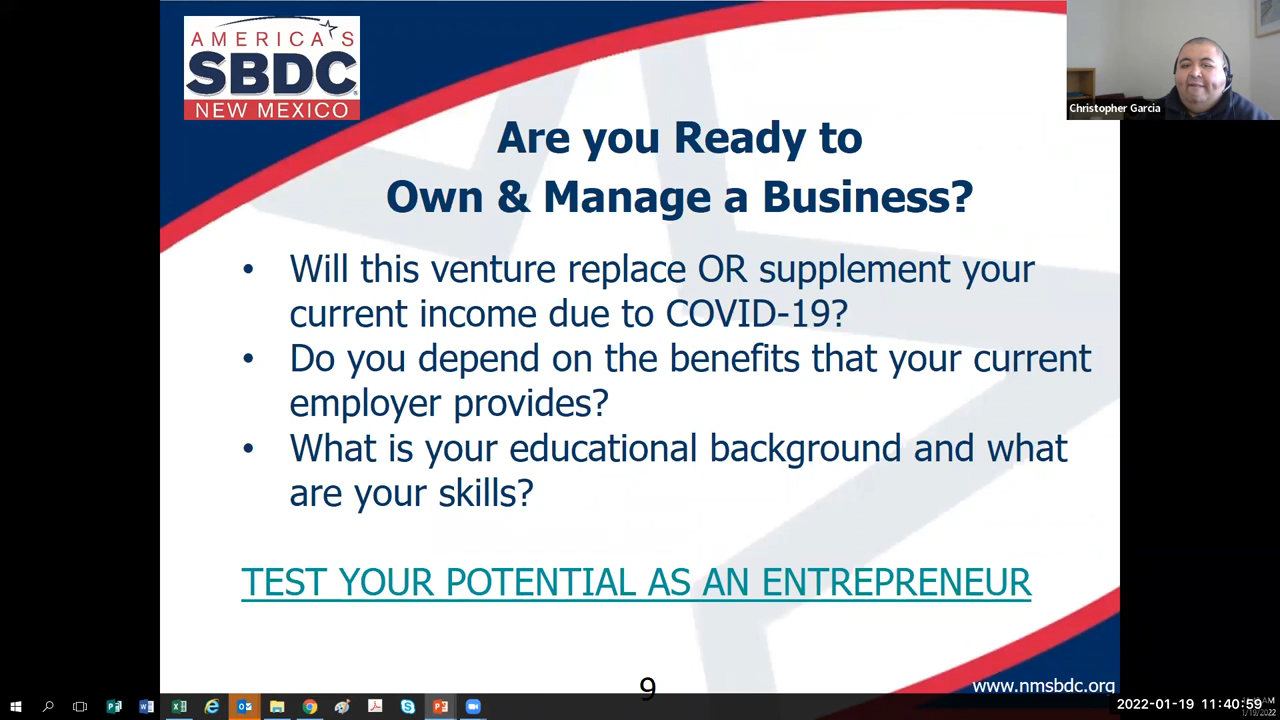 AMERICA'S
SBDC
NEW MEXICO
Christopher Garcia
Are you Ready to
Own & Manage a Business?
• Will this venture replace OR supplement your
current income due to COVID-19?
• Do you depend on the benefits that your current
employer provides?
• What is your educational background and what
are your skills?
TEST YOUR POTENTIAL AS AN ENTREPRENEUR
9
www.nmsbdc.org
2022-01-19 11:40:59
1/19/2022